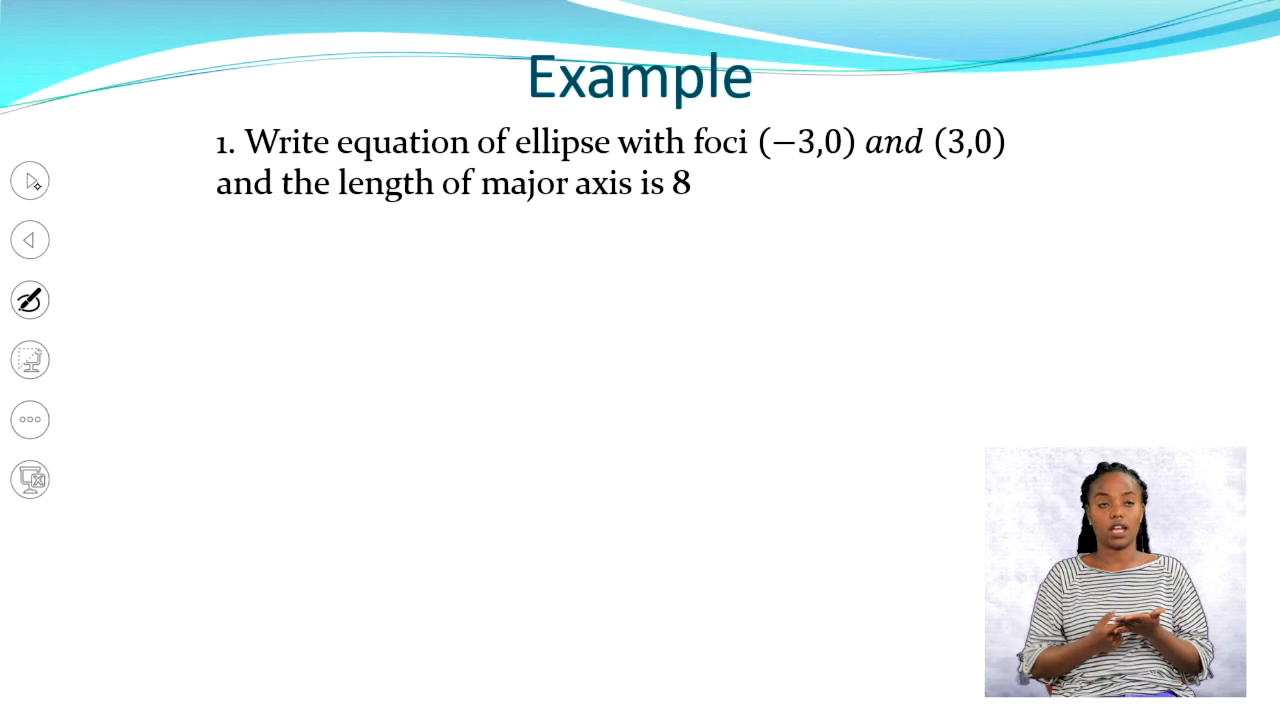 Example
1. Write equation of ellipse with foci (−3,0) and (3,0)
and the length of major axis is 8